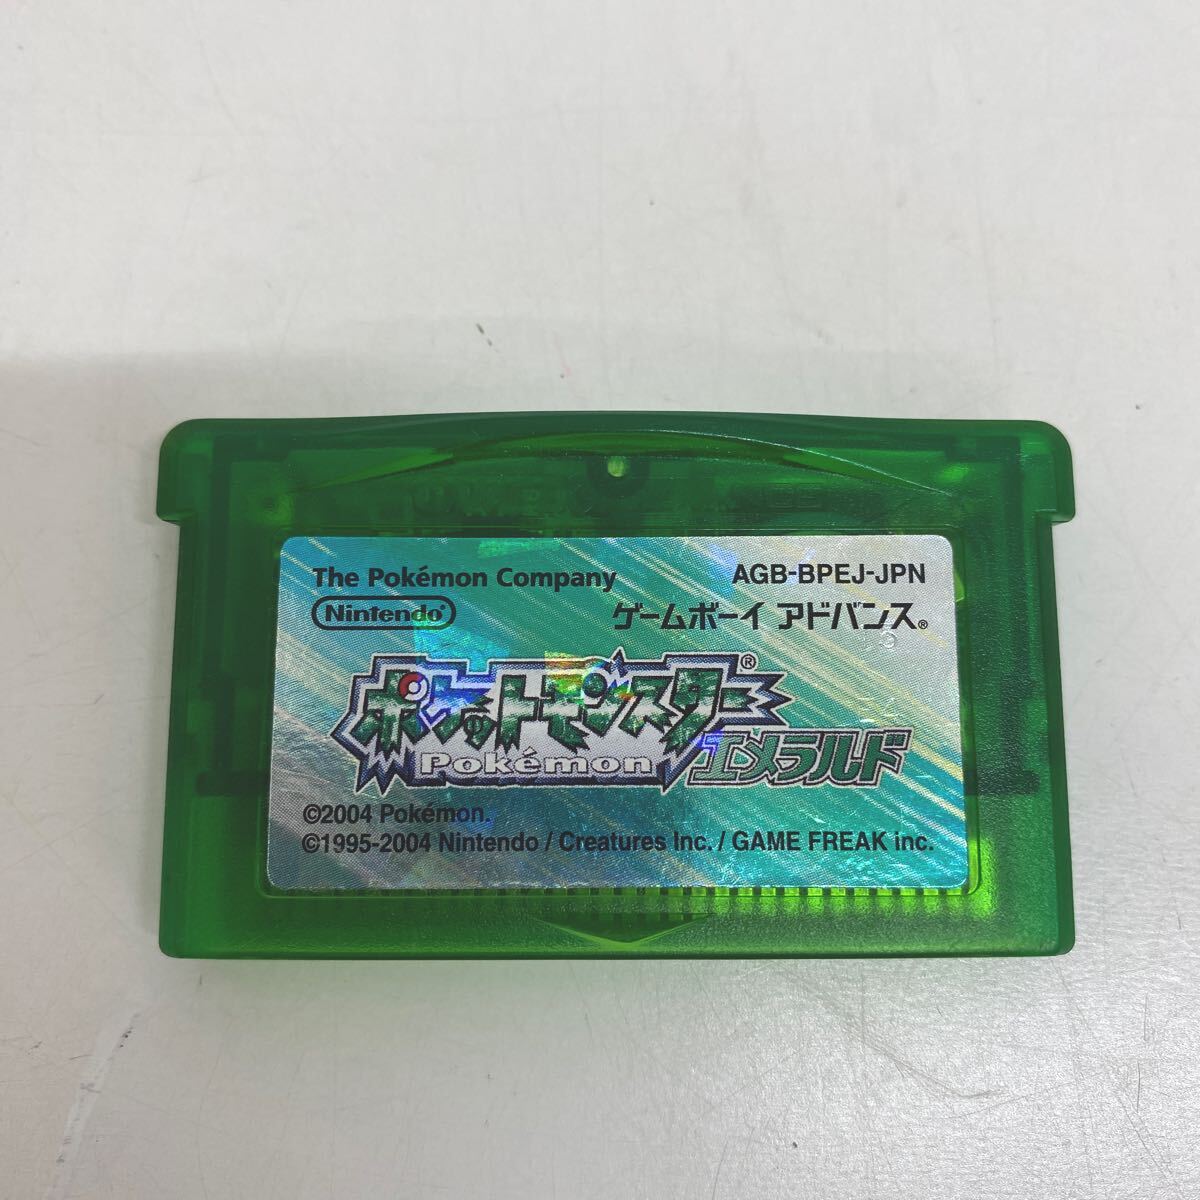 The Pokémon Company
AGB-BPEJ-JPN
Nintendo®
ゲームボーイ アドバンス®
ポケットモンスター®
Pokémon
エメラルド
©2004 Pokémon.
©1995-2004 Nintendo / Creatures Inc. / GAME FREAK inc.